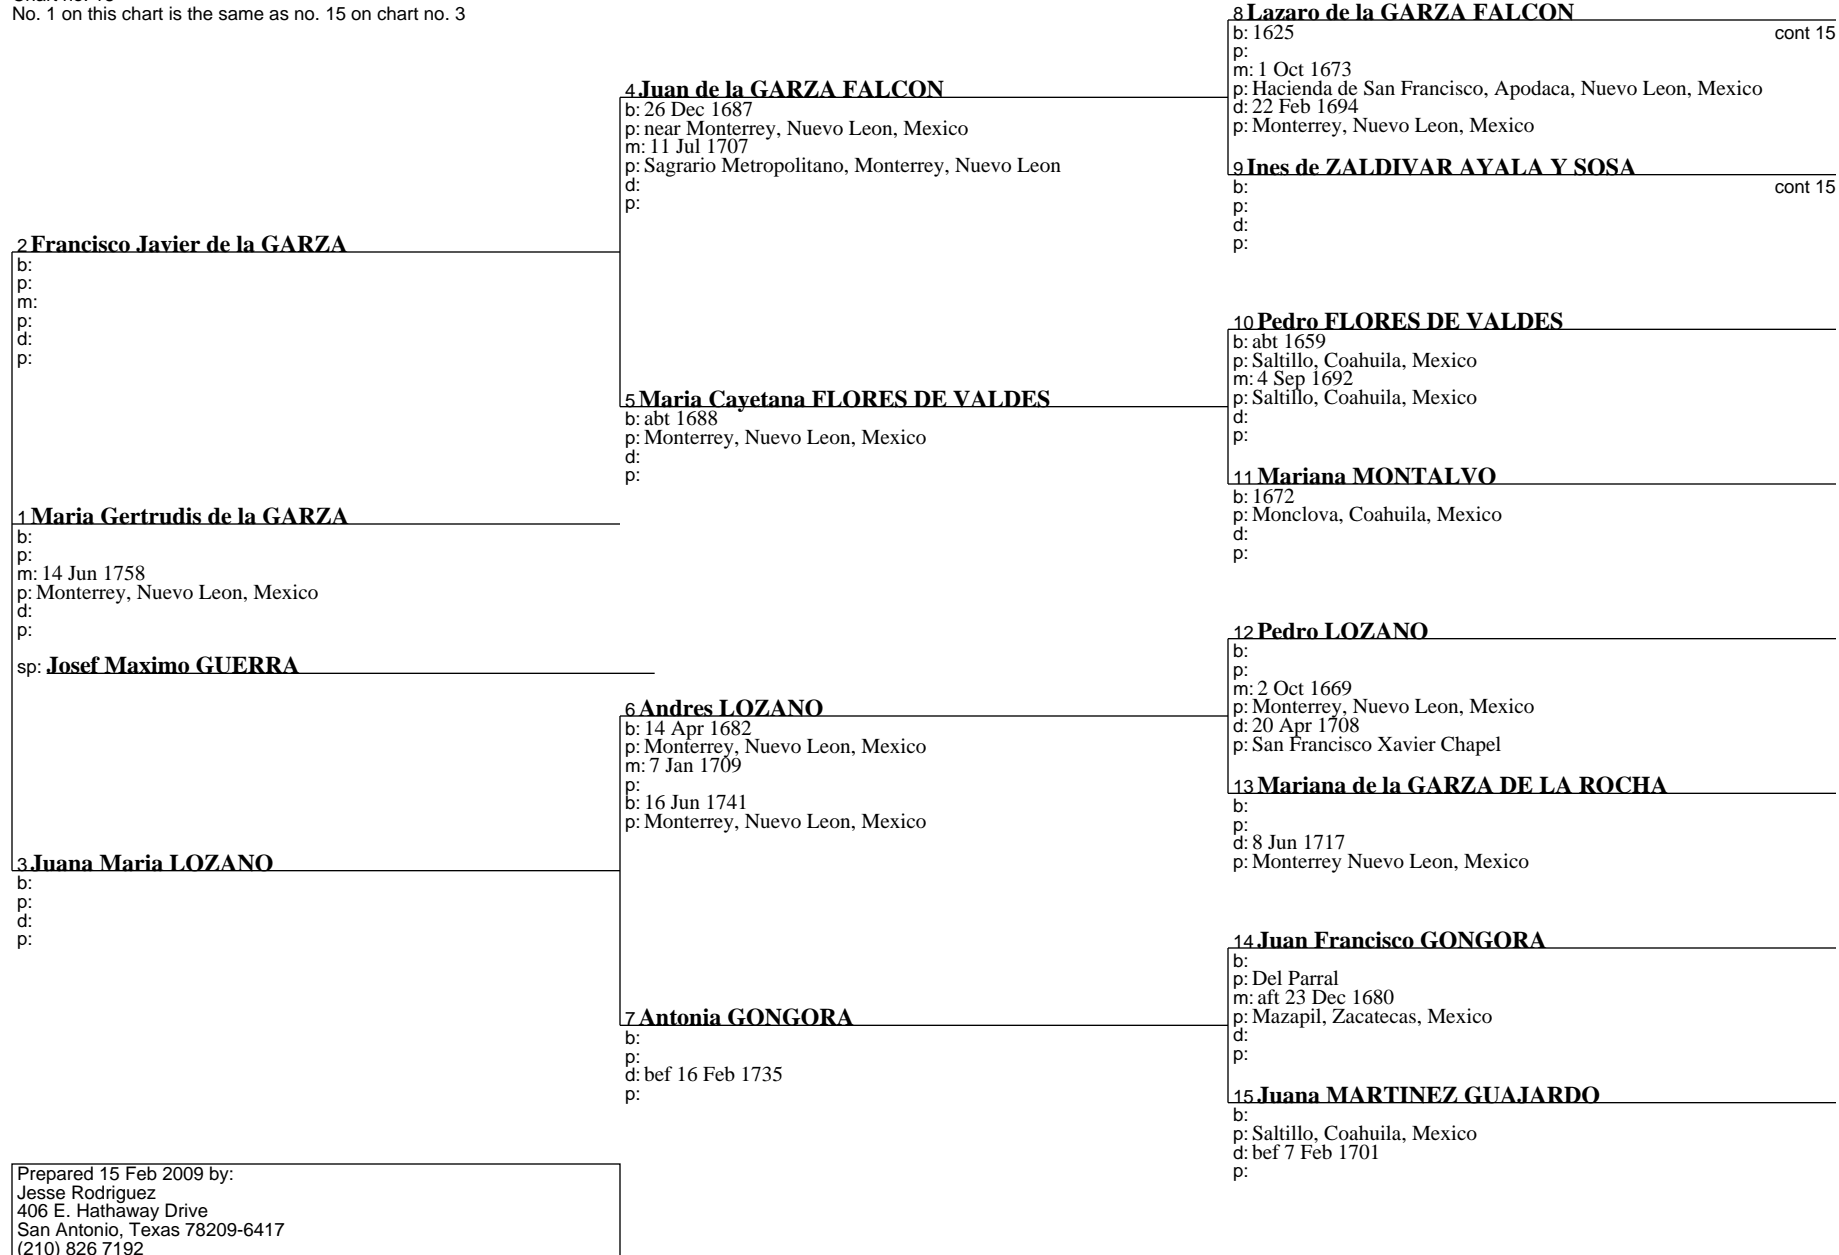 No. 1 on this chart is the same as no. 15 on chart no. 3
8 Lazaro de la GARZA FALCON
b: 1625 cont 15
p:
m: 1 Oct 1673
p: Hacienda de San Francisco, Apodaca, Nuevo Leon, Mexico
d: 22 Feb 1694
p: Monterrey, Nuevo Leon, Mexico
4 Juan de la GARZA FALCON
b: 26 Dec 1687
p: near Monterrey, Nuevo Leon, Mexico
m: 11 Jul 1707
p: Sagrario Metropolitano, Monterrey, Nuevo Leon
d:
p:
9 Ines de ZALDIVAR AYALA Y SOSA
b: cont 15
p:
d:
p:
2 Francisco Javier de la GARZA
b:
p:
m:
p:
d:
p:
10 Pedro FLORES DE VALDES
b: abt 1659
p: Saltillo, Coahuila, Mexico
m: 4 Sep 1692
p: Saltillo, Coahuila, Mexico
d:
p:
5 Maria Cayetana FLORES DE VALDES
b: abt 1688
p: Monterrey, Nuevo Leon, Mexico
d:
p:
11 Mariana MONTALVO
b: 1672
p: Monclova, Coahuila, Mexico
d:
p:
1 Maria Gertrudis de la GARZA
b:
p:
m: 14 Jun 1758
p: Monterrey, Nuevo Leon, Mexico
d:
p:
sp: Josef Maximo GUERRA
12 Pedro LOZANO
b:
p:
m: 2 Oct 1669
p: Monterrey, Nuevo Leon, Mexico
d: 20 Apr 1708
p: San Francisco Xavier Chapel
6 Andres LOZANO
b: 14 Apr 1682
p: Monterrey, Nuevo Leon, Mexico
m: 7 Jan 1709
p:
b: 16 Jun 1741
p: Monterrey, Nuevo Leon, Mexico
13 Mariana de la GARZA DE LA ROCHA
b:
p:
d: 8 Jun 1717
p: Monterrey Nuevo Leon, Mexico
3 Juana Maria LOZANO
b:
p:
d:
p:
14 Juan Francisco GONGORA
b:
p: Del Parral
m: aft 23 Dec 1680
p: Mazapil, Zacatecas, Mexico
d:
p:
7 Antonia GONGORA
b:
p:
d: bef 16 Feb 1735
p:
15 Juana MARTINEZ GUAJARDO
b:
p: Saltillo, Coahuila, Mexico
d: bef 7 Feb 1701
p:
Prepared 15 Feb 2009 by:
Jesse Rodriguez
406 E. Hathaway Drive
San Antonio, Texas 78209-6417
(210) 826 7192